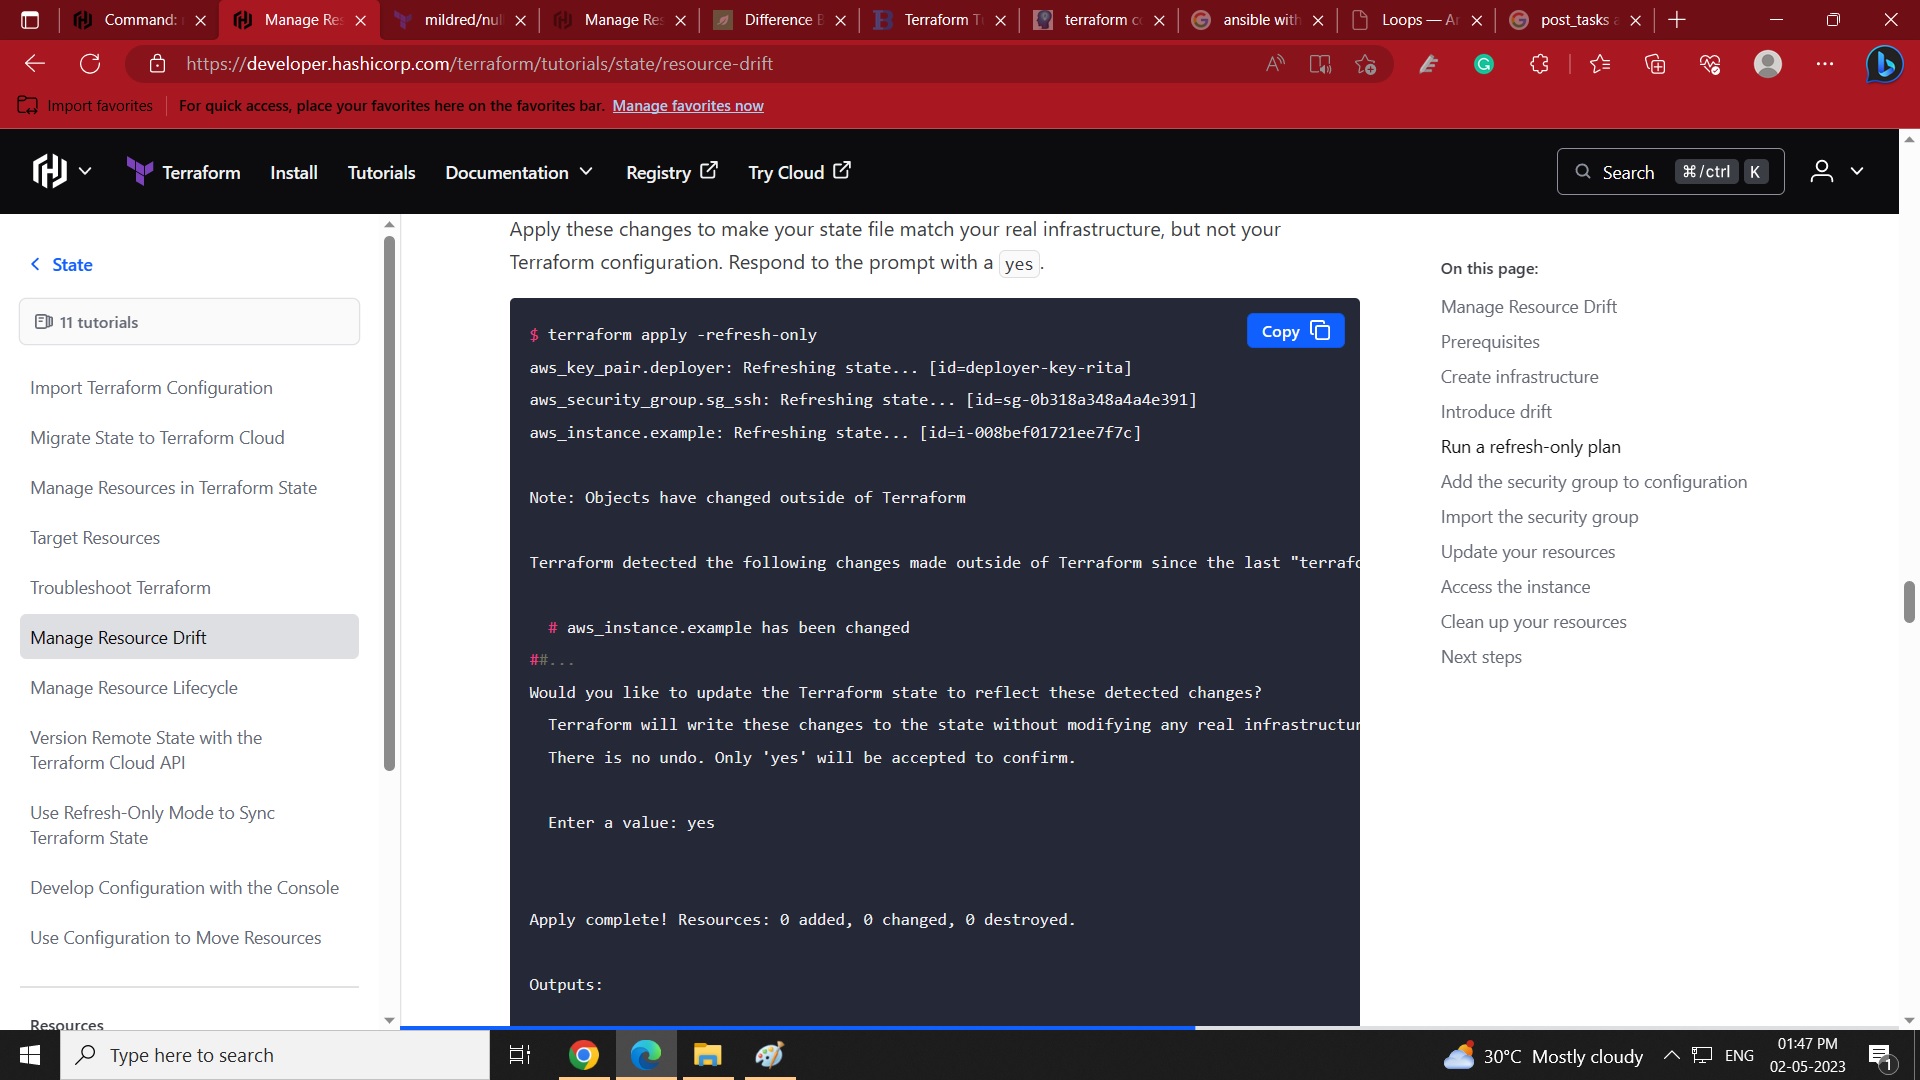 Command:
Manage Res
mildred/nul
Manage Res
Difference B
Terraform T
terraform c
ansible with
Loops — A
post_tasks
https://developer.hashicorp.com/terraform/tutorials/state/resource-drift
Import favorites
For quick access, place your favorites here on the favorites bar. Manage favorites now
Terraform Install Tutorials Documentation Registry Try Cloud
Search ⌘/ctrl K
State
11 tutorials
Import Terraform Configuration
Migrate State to Terraform Cloud
Manage Resources in Terraform State
Target Resources
Troubleshoot Terraform
Manage Resource Drift
Manage Resource Lifecycle
Version Remote State with the
Terraform Cloud API
Use Refresh-Only Mode to Sync
Terraform State
Develop Configuration with the Console
Use Configuration to Move Resources
Resources
Apply these changes to make your state file match your real infrastructure, but not your
Terraform configuration. Respond to the prompt with a yes.
Copy
$ terraform apply -refresh-only
aws_key_pair.deployer: Refreshing state... [id=deployer-key-rita]
aws_security_group.sg_ssh: Refreshing state... [id=sg-0b318a348a4a4e391]
aws_instance.example: Refreshing state... [id=i-008bef01721ee7f7c]
Note: Objects have changed outside of Terraform
Terraform detected the following changes made outside of Terraform since the last "terrafo
# aws_instance.example has been changed
##...
Would you like to update the Terraform state to reflect these detected changes?
Terraform will write these changes to the state without modifying any real infrastructur
There is no undo. Only 'yes' will be accepted to confirm.
Enter a value: yes
Apply complete! Resources: 0 added, 0 changed, 0 destroyed.
Outputs:
On this page:
Manage Resource Drift
Prerequisites
Create infrastructure
Introduce drift
Run a refresh-only plan
Add the security group to configuration
Import the security group
Update your resources
Access the instance
Clean up your resources
Next steps
Type here to search
30°C Mostly cloudy
ENG
01:47 PM
02-05-2023
1